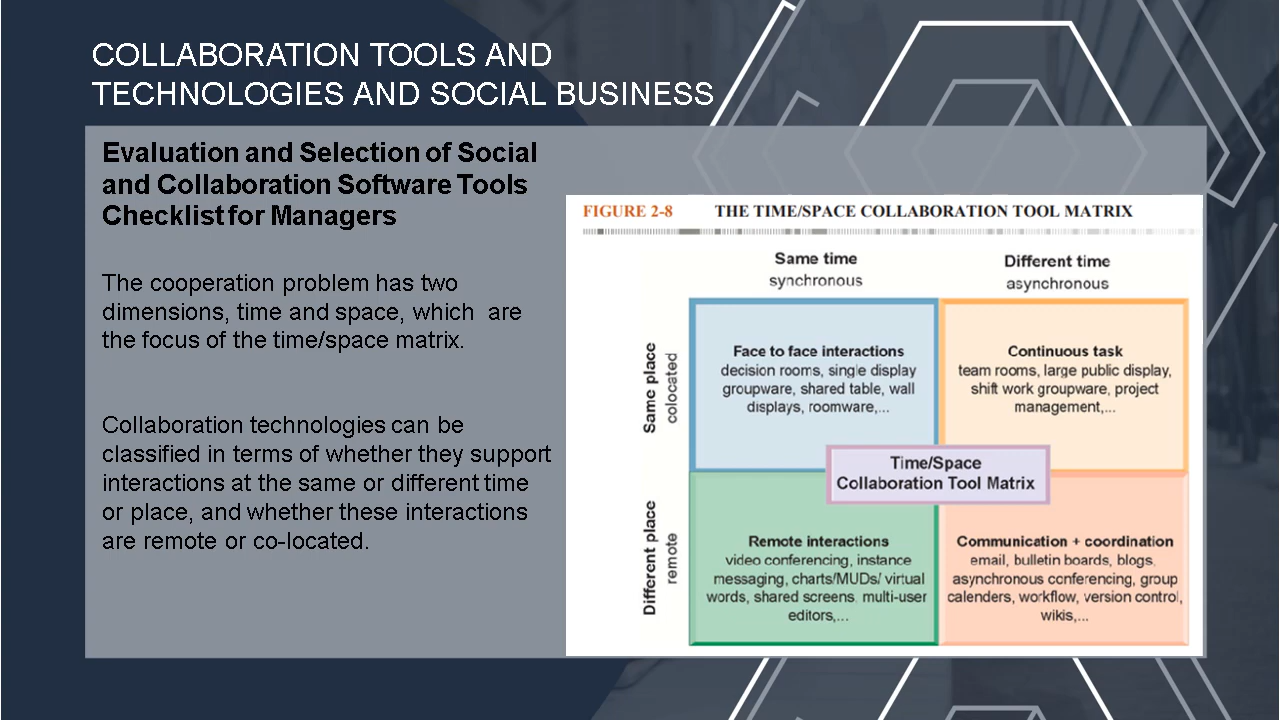 COLLABORATION TOOLS AND
TECHNOLOGIES AND SOCIAL BUSINESS
Evaluation and Selection of Social
and Collaboration Software Tools
Checklist for Managers
The cooperation problem has two
dimensions, time and space, which are
the focus of the time/space matrix.
Collaboration technologies can be
classified in terms of whether they support
interactions at the same or different time
or place, and whether these interactions
are remote or co-located.
FIGURE 2-8 THE TIME/SPACE COLLABORATION TOOL MATRIX
Same time
synchronous
Different time
asynchronous
Same place
colocated
Face to face interactions
decision rooms, single display
groupware, shared table, wall
displays, roomware,...
Continuous task
team rooms, large public display,
shift work groupware, project
management,...
Time/Space
Collaboration Tool Matrix
Different place
remote
Remote interactions
video conferencing, instance
messaging, charts/MUDs/ virtual
words, shared screens, multi-user
editors,...
Communication + coordination
email, bulletin boards, blogs,
asynchronous conferencing, group
calenders, workflow, version control,
wikis,...